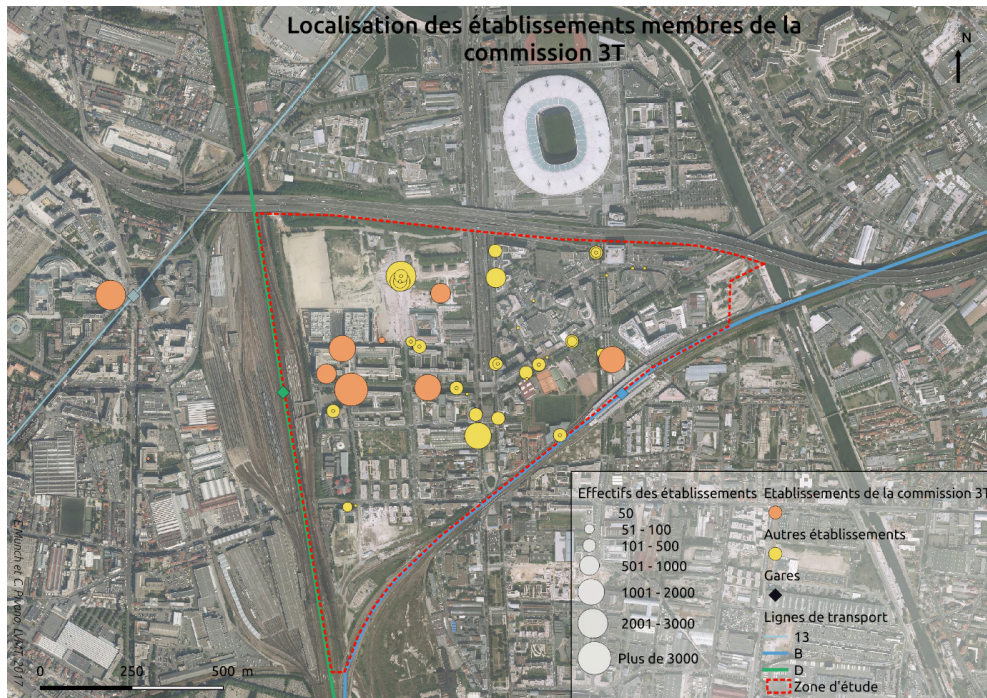 Localisation des établissements membres de la
commission 3T
N
Effectifs des établissements
50
51 - 100
101 - 500
501 - 1000
1001 - 2000
2001 - 3000
Plus de 3000
Etablissements de la commission 3T
Autres établissements
Gares
Lignes de transport
13
B
D
Zone d'étude
0 250 500 m
E. Munch et C. Pivano, LVMT, 2017